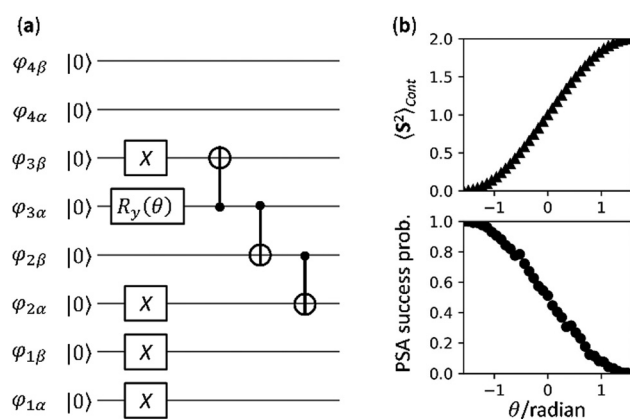 (a)
φ4β |0⟩
φ4α |0⟩
φ3β |0⟩ X
φ3α |0⟩ Ry(θ)
φ2β |0⟩
φ2α |0⟩ X
φ1β |0⟩ X
φ1α |0⟩ X
(b)
⟨S²⟩Cont
2.0
1.5
1.0
0.5
0.0
−1 0 1
PSA success prob.
1.0
0.8
0.6
0.4
0.2
0.0
−1 0 1
θ/radian